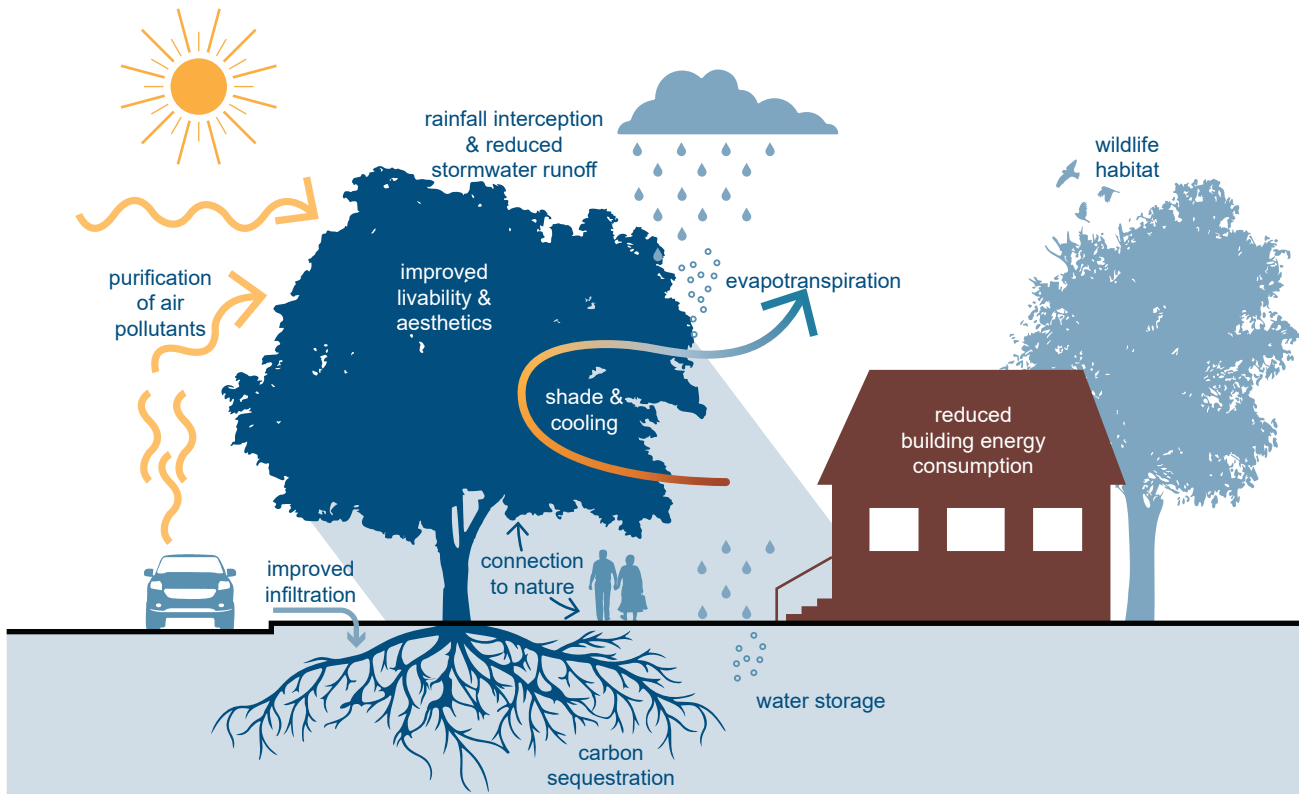 rainfall interception
& reduced
stormwater runoff
wildlife
habitat
purification
of air
pollutants
improved
livability &
aesthetics
evapotranspiration
shade &
cooling
reduced
building energy
consumption
improved
infiltration
connection
to nature
water storage
carbon
sequestration